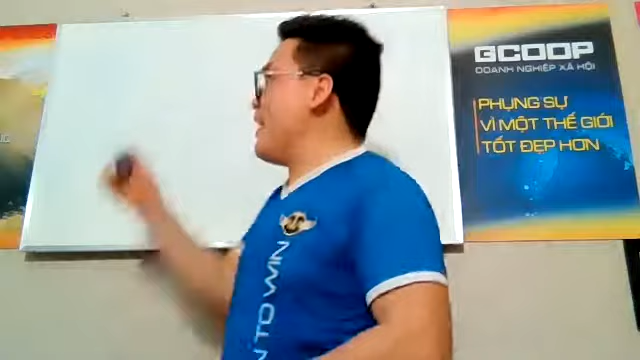 GCOOP
DOANH NGHIỆP XÃ HỘI
PHỤNG SỰ
VÌ MỘT THẾ GIỚI
TỐT ĐẸP HƠN
TO WIN